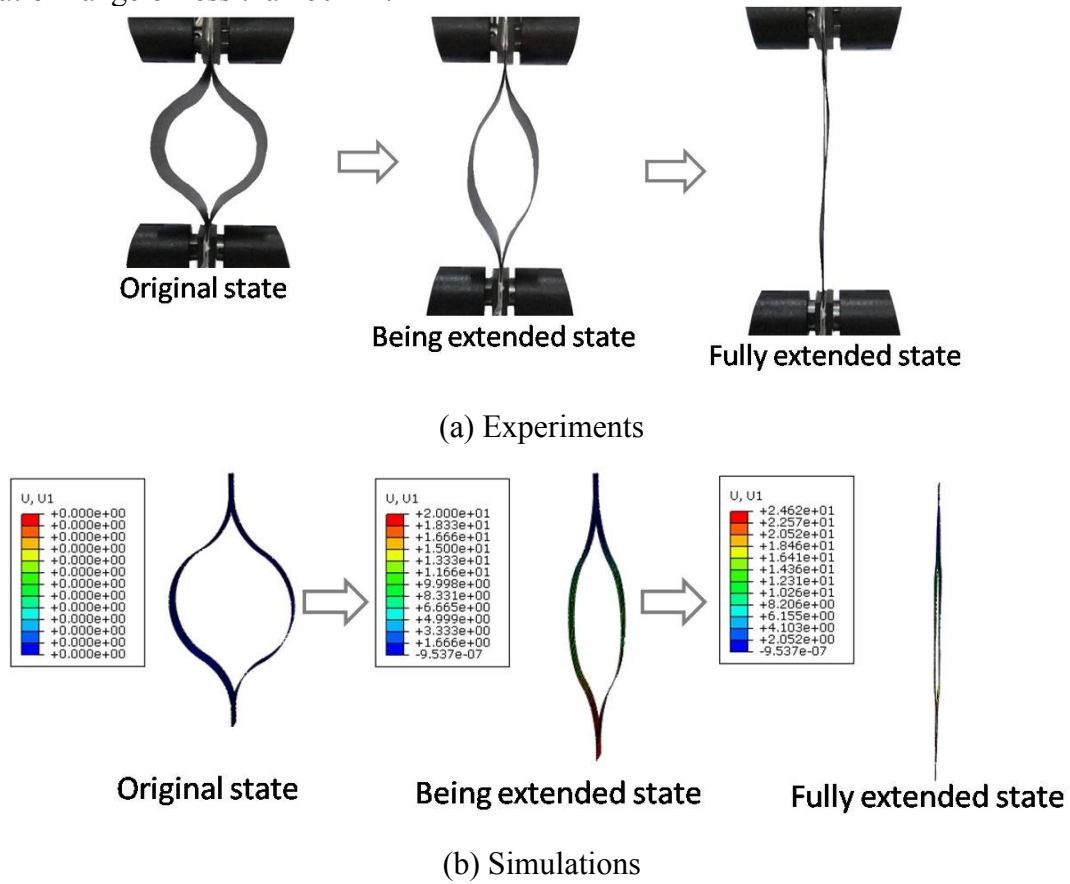 Original state
Being extended state
Fully extended state
(a) Experiments
U, U1
+0.000e+00
+0.000e+00
+0.000e+00
+0.000e+00
+0.000e+00
+0.000e+00
+0.000e+00
+0.000e+00
+0.000e+00
+0.000e+00
+0.000e+00
+0.000e+00
+0.000e+00
U, U1
+2.000e+01
+1.833e+01
+1.666e+01
+1.500e+01
+1.333e+01
+1.166e+01
+9.998e+00
+8.331e+00
+6.665e+00
+4.999e+00
+3.333e+00
+1.666e+00
-9.537e-07
U, U1
+2.462e+01
+2.257e+01
+2.052e+01
+1.846e+01
+1.641e+01
+1.436e+01
+1.231e+01
+1.026e+01
+8.206e+00
+6.155e+00
+4.103e+00
+2.052e+00
-9.537e-07
Original state
Being extended state
Fully extended state
(b) Simulations